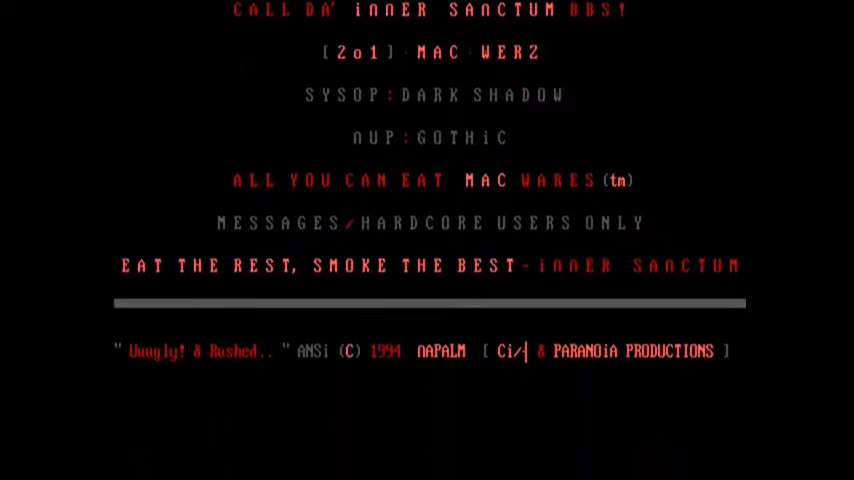 CALL DA' iNNER SANCTUM BBS!
[2o1] MAC-WERZ
SYSOP:DARK SHADOW
NUP:GOTHiC
ALL YOU CAN EAT MAC WARES(tm)
MESSAGES/HARDCORE USERS ONLY
EAT THE REST, SMOKE THE BEST-iNNER SANCTUM
"Uuugly! & Rushed.. " ANSi (C) 1994 NAPALM [ Ci/-| & PARANOiA PRODUCTIONS ]